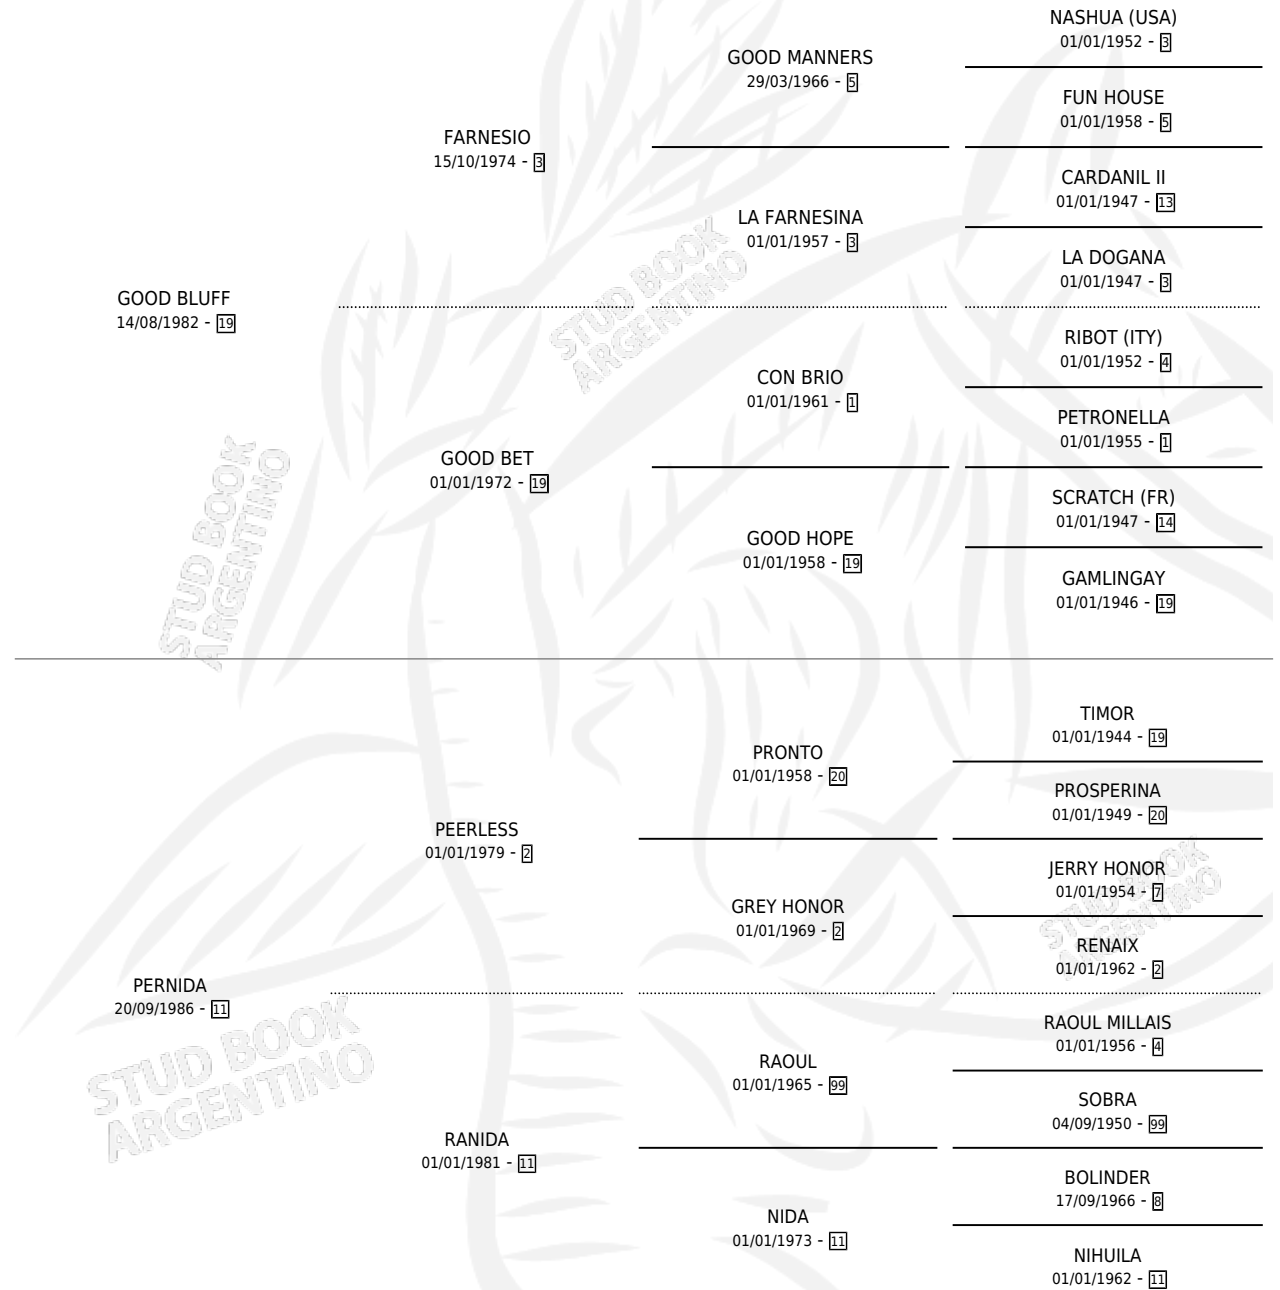 NASHUA (USA)
01/01/1952 - 3
GOOD MANNERS
29/03/1966 - 5
FUN HOUSE
01/01/1958 - 5
FARNESIO
15/10/1974 - 3
CARDANIL II
01/01/1947 - 13
LA FARNESINA
01/01/1957 - 3
LA DOGANA
01/01/1947 - 3
GOOD BLUFF
14/08/1982 - 19
RIBOT (ITY)
01/01/1952 - 4
CON BRIO
01/01/1961 - 1
PETRONELLA
01/01/1955 - 1
GOOD BET
01/01/1972 - 19
SCRATCH (FR)
01/01/1947 - 14
GOOD HOPE
01/01/1958 - 19
GAMLINGAY
01/01/1946 - 19
TIMOR
01/01/1944 - 19
PRONTO
01/01/1958 - 20
PROSPERINA
01/01/1949 - 20
PEERLESS
01/01/1979 - 2
JERRY HONOR
01/01/1954 - 7
GREY HONOR
01/01/1969 - 2
RENAIX
01/01/1962 - 2
PERNIDA
20/09/1986 - 11
RAOUL MILLAIS
01/01/1956 - 4
RAOUL
01/01/1965 - 99
SOBRA
04/09/1950 - 99
RANIDA
01/01/1981 - 11
BOLINDER
17/09/1966 - 8
NIDA
01/01/1973 - 11
NIHUILA
01/01/1962 - 11
STUD BOOK
ARGENTINO
STUD BOOK
ARGENTINO
STUD BOOK
ARGENTINO
STUD BOOK
ARGENTINO